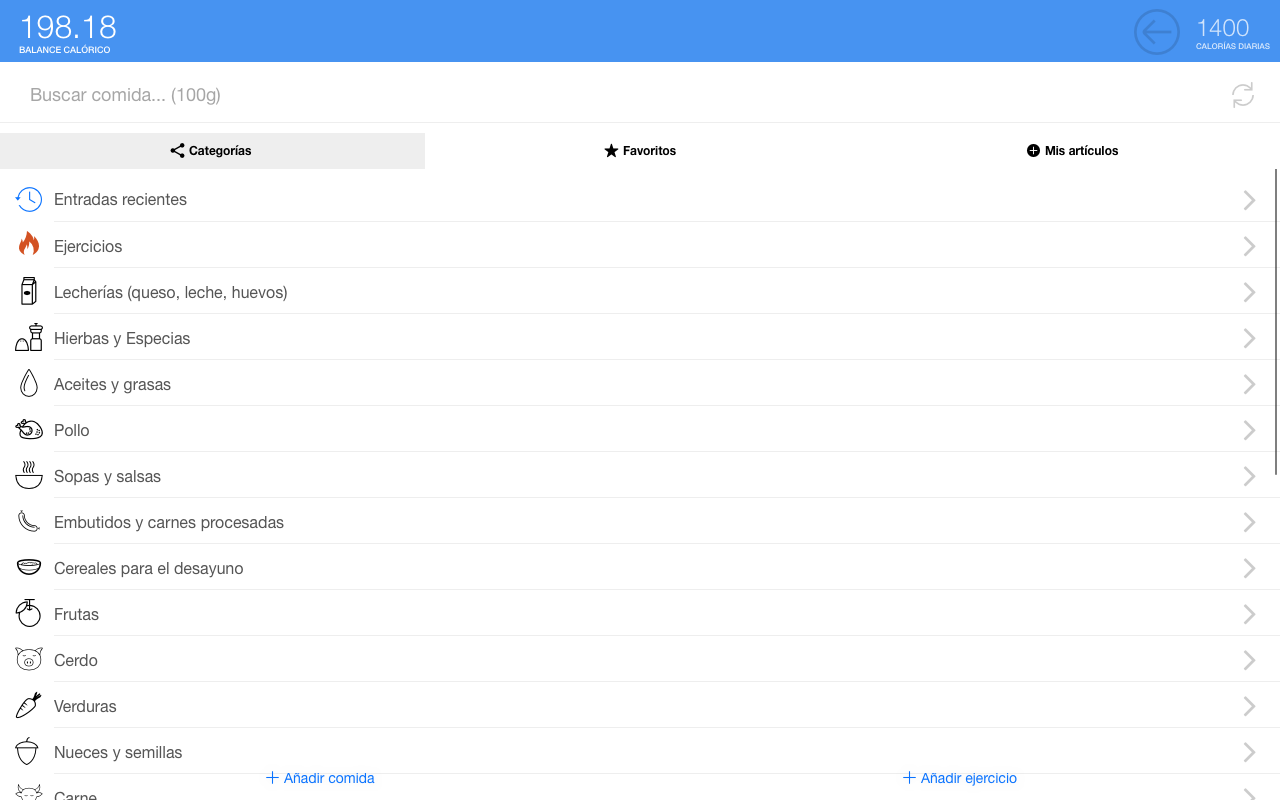 198.18
BALANCE CALÓRICO
1400
CALORÍAS DIARIAS
Buscar comida... (100g)
Categorías
Favoritos
Mis artículos
Entradas recientes
Ejercicios
Lecherías (queso, leche, huevos)
Hierbas y Especias
Aceites y grasas
Pollo
Sopas y salsas
Embutidos y carnes procesadas
Cereales para el desayuno
Frutas
Cerdo
Verduras
Nueces y semillas
Añadir comida
Añadir ejercicio
Carne